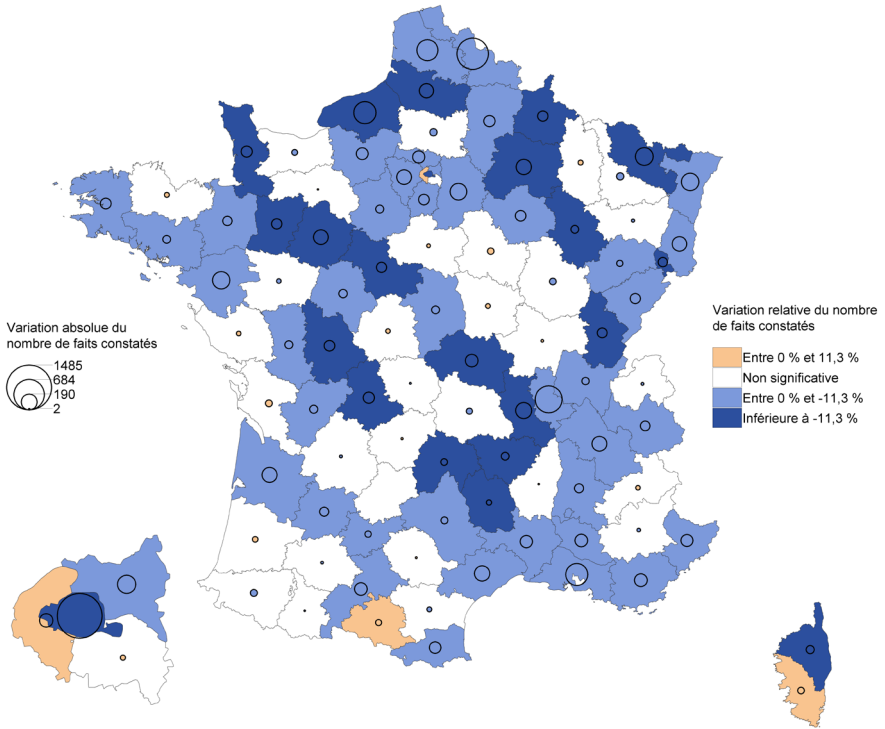 Variation absolue du
nombre de faits constatés
1485
684
190
2
Variation relative du nombre
de faits constatés
Entre 0 % et 11,3 %
Non significative
Entre 0 % et -11,3 %
Inférieure à -11,3 %